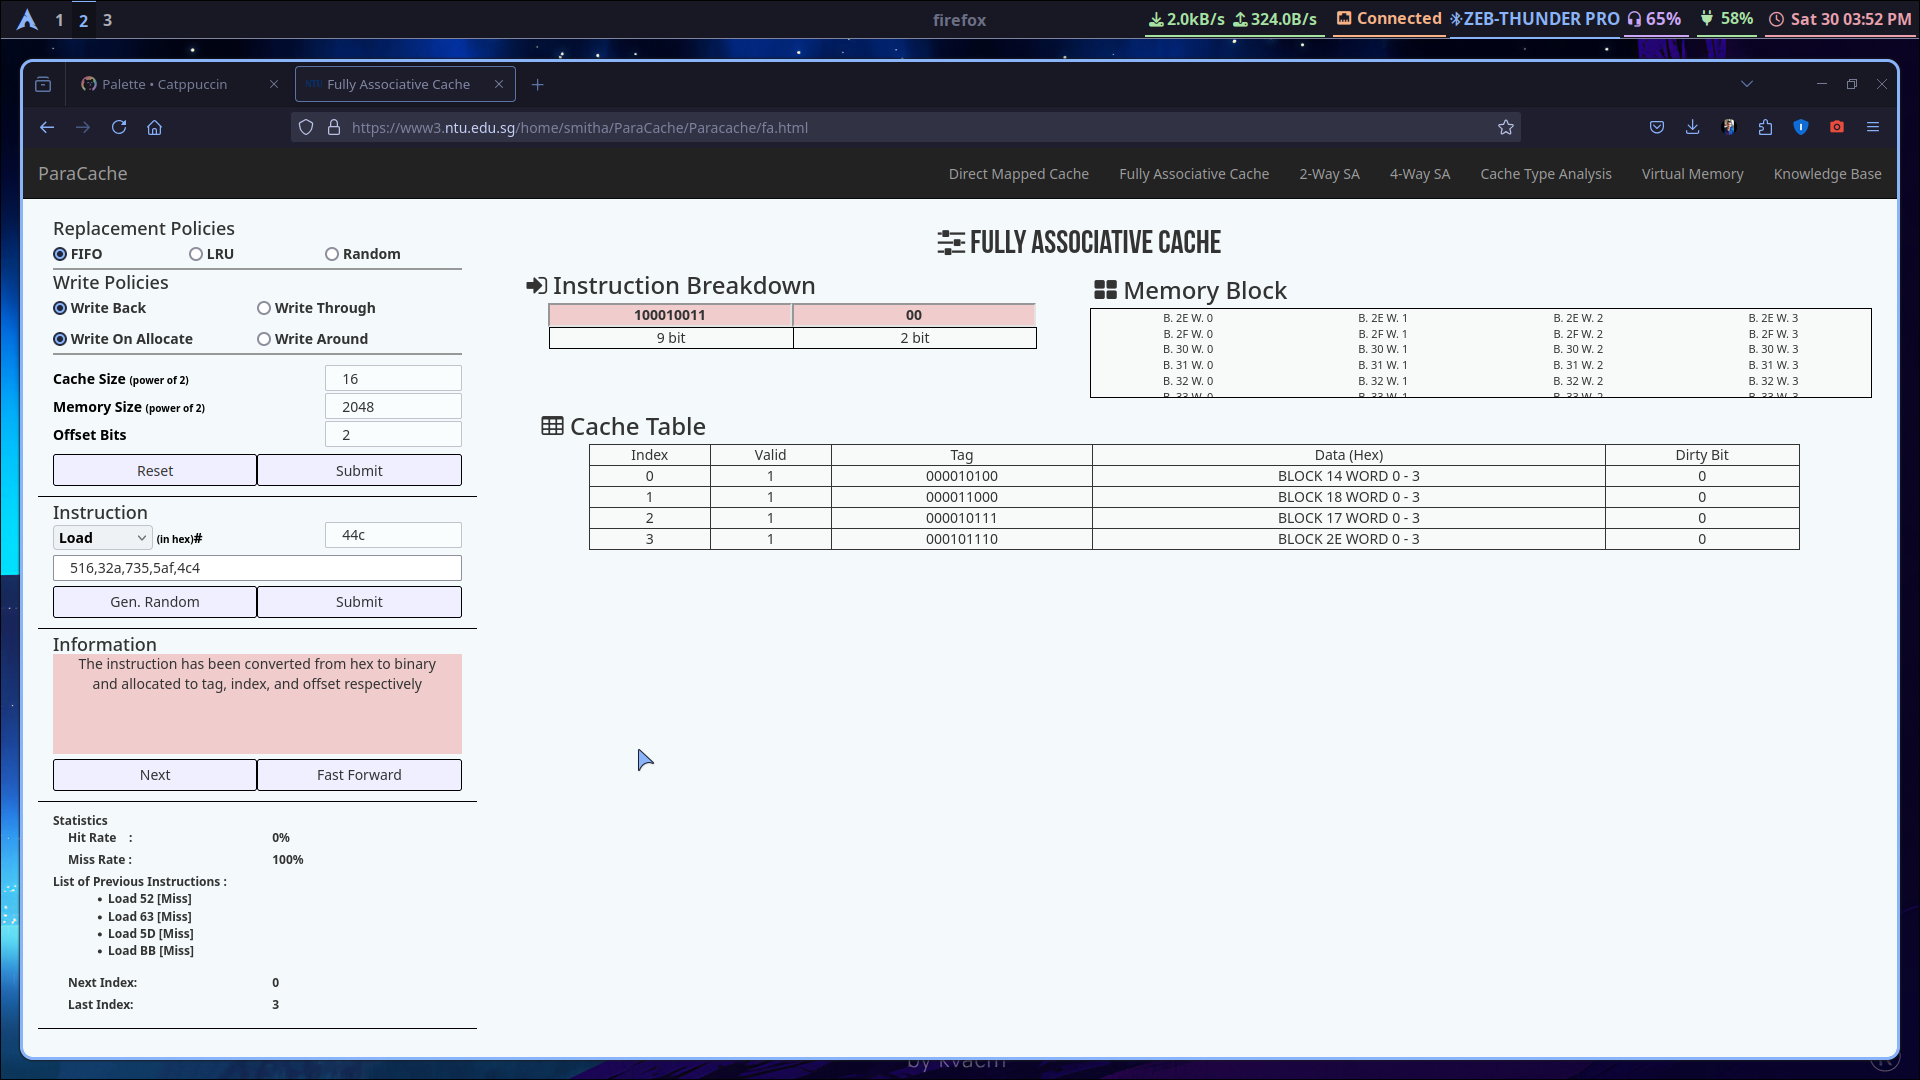 1 2 3 firefox 2.0kB/s 324.0B/s Connected ZEB-THUNDER PRO 65% 58% Sat 30 03:52 PM
Palette • Catppuccin Fully Associative Cache
https://www3.ntu.edu.sg/home/smitha/ParaCache/Paracache/fa.html
ParaCache Direct Mapped Cache Fully Associative Cache 2-Way SA 4-Way SA Cache Type Analysis Virtual Memory Knowledge Base
Replacement Policies
FIFO LRU Random
Write Policies
Write Back Write Through
Write On Allocate Write Around
Cache Size (power of 2) 16
Memory Size (power of 2) 2048
Offset Bits 2
Reset Submit
Instruction
Load (in hex)# 44c
516,32a,735,5af,4c4
Gen. Random Submit
Information
The instruction has been converted from hex to binary
and allocated to tag, index, and offset respectively
Next Fast Forward
Statistics
Hit Rate : 0%
Miss Rate : 100%
List of Previous Instructions :
• Load 52 [Miss]
• Load 63 [Miss]
• Load 5D [Miss]
• Load BB [Miss]
Next Index: 0
Last Index: 3
FULLY ASSOCIATIVE CACHE
Instruction Breakdown
100010011 00
9 bit 2 bit
Memory Block
B. 2E W. 0 B. 2E W. 1 B. 2E W. 2 B. 2E W. 3
B. 2F W. 0 B. 2F W. 1 B. 2F W. 2 B. 2F W. 3
B. 30 W. 0 B. 30 W. 1 B. 30 W. 2 B. 30 W. 3
B. 31 W. 0 B. 31 W. 1 B. 31 W. 2 B. 31 W. 3
B. 32 W. 0 B. 32 W. 1 B. 32 W. 2 B. 32 W. 3
B. 33 W. 0 B. 33 W. 1 B. 33 W. 2 B. 33 W. 3
Cache Table
Index Valid Tag Data (Hex) Dirty Bit
0 1 000010100 BLOCK 14 WORD 0 - 3 0
1 1 000011000 BLOCK 18 WORD 0 - 3 0
2 1 000010111 BLOCK 17 WORD 0 - 3 0
3 1 000101110 BLOCK 2E WORD 0 - 3 0